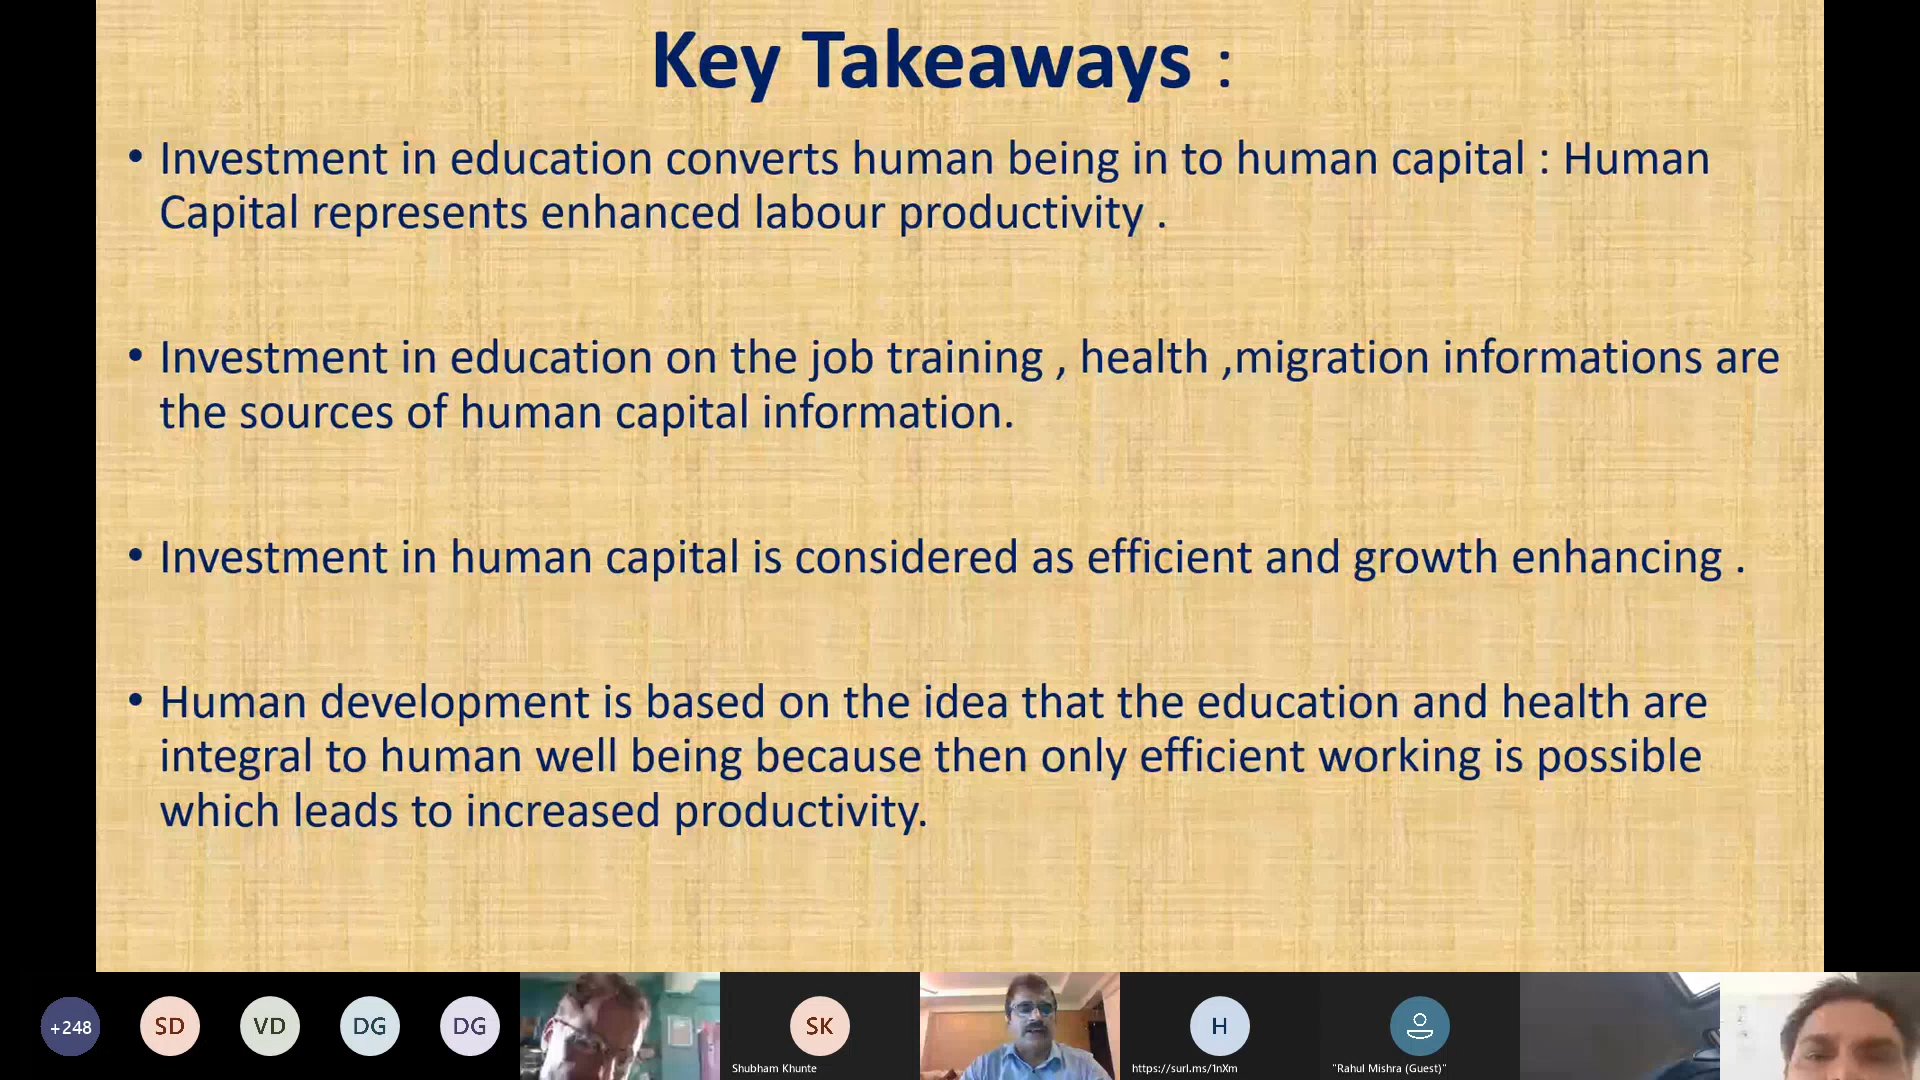 Key Takeaways :
• Investment in education converts human being in to human capital : Human
Capital represents enhanced labour productivity .
• Investment in education on the job training , health ,migration informations are
the sources of human capital information.
• Investment in human capital is considered as efficient and growth enhancing .
• Human development is based on the idea that the education and health are
integral to human well being because then only efficient working is possible
which leads to increased productivity.
+248
SD
VD
DG
DG
SK
Shubham Khunte
H
https://surl.ms/1nXm
"Rahul Mishra (Guest)"